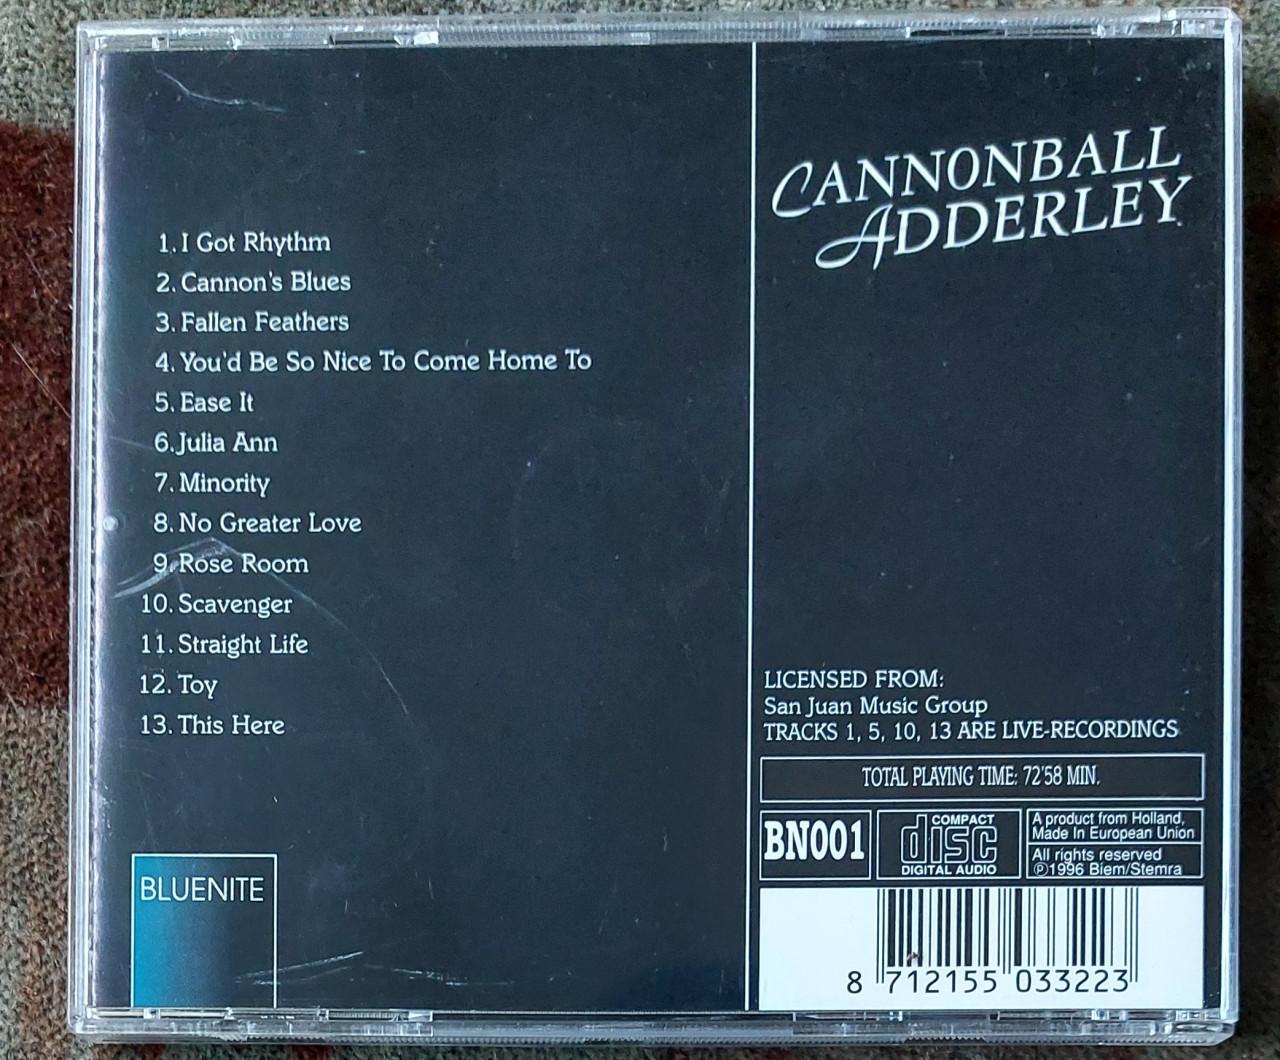 1. I Got Rhythm
2. Cannon's Blues
3. Fallen Feathers
4. You'd Be So Nice To Come Home To
5. Ease It
6. Julia Ann
7. Minority
8. No Greater Love
9. Rose Room
10. Scavenger
11. Straight Life
12. Toy
13. This Here
BLUENITE
CANNONBALL
ADDERLEY
LICENSED FROM:
San Juan Music Group
TRACKS 1, 5, 10, 13 ARE LIVE-RECORDINGS
TOTAL PLAYING TIME: 72'58 MIN.
BN001
COMPACT
disc
DIGITAL AUDIO
A product from Holland,
Made In European Union
All rights reserved
℗1996 Biem/Stemra
8 712155 033223